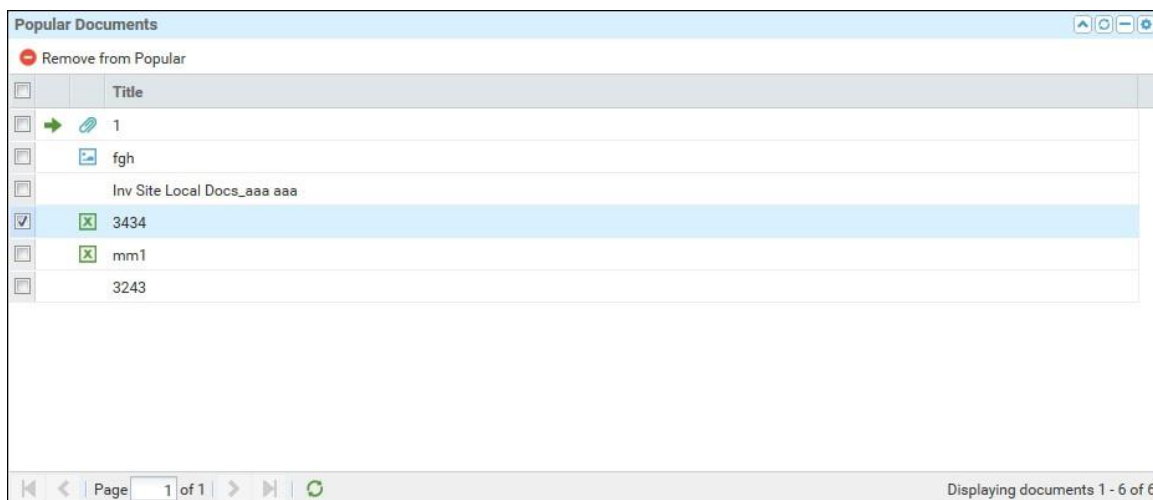 Popular Documents
Remove from Popular
Title
1
fgh
Inv Site Local Docs_aaa aaa
3434
mm1
3243
Page 1 of 1 Displaying documents 1 - 6 of 6